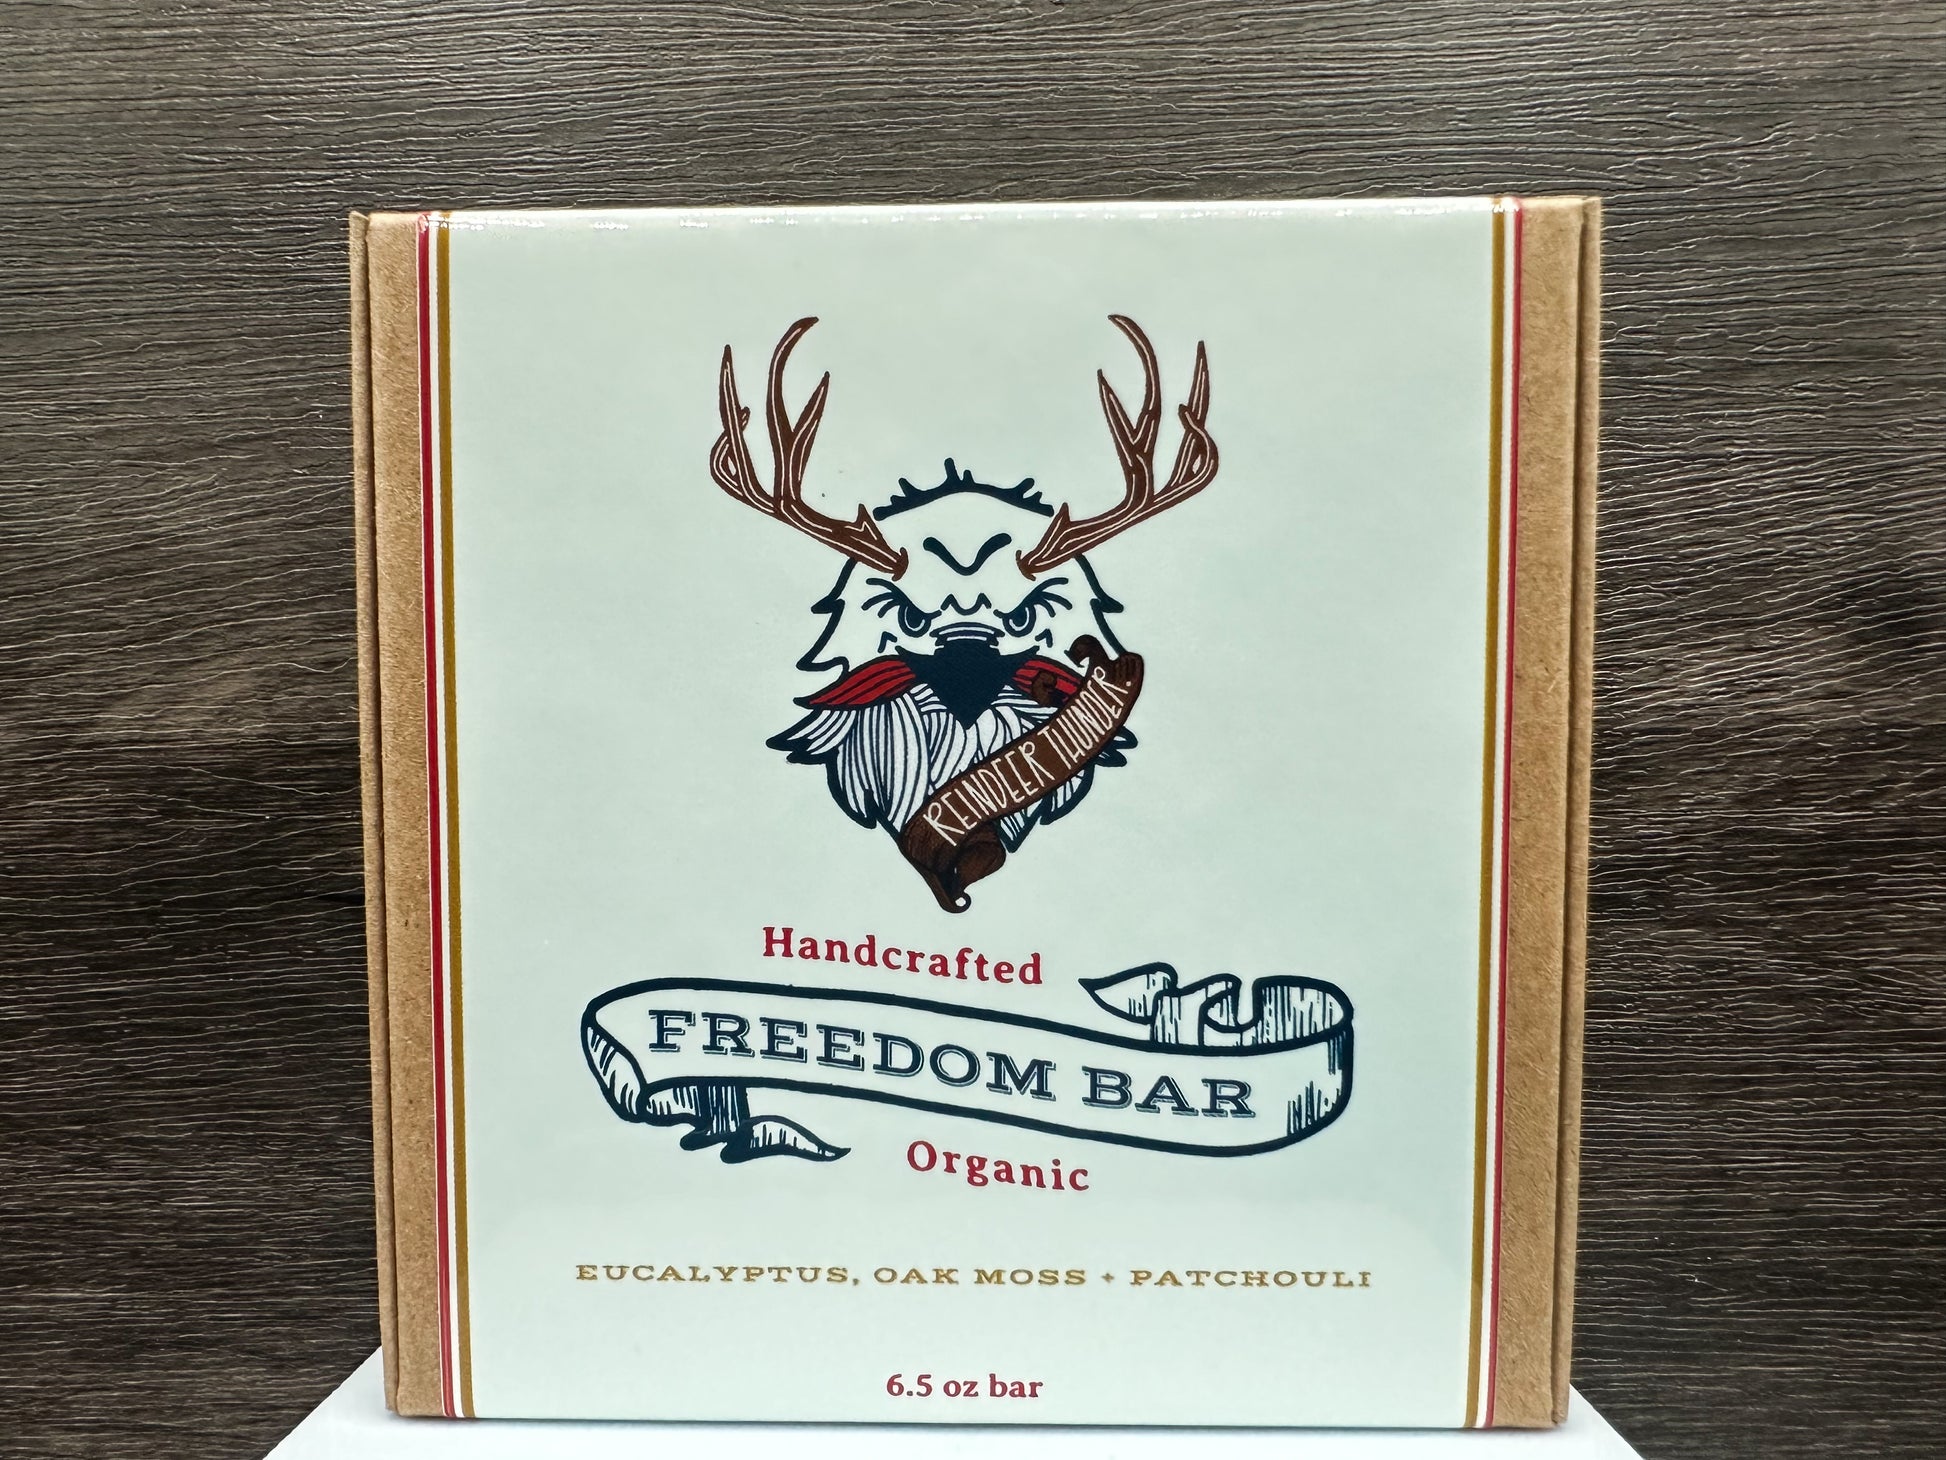 REINDEER THUNDER.
Handcrafted
FREEDOM BAR
Organic
EUCALYPTUS, OAK MOSS + PATCHOULI
6.5 oz bar